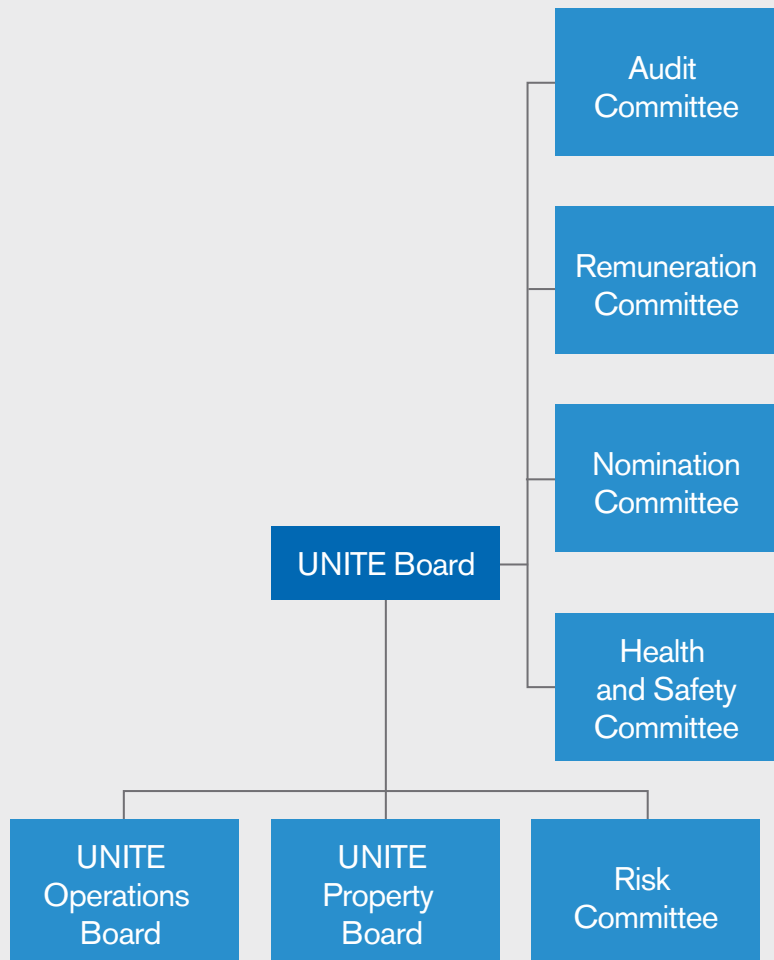 Audit
Committee
Remuneration
Committee
Nomination
Committee
UNITE Board
Health
and Safety
Committee
UNITE
Operations
Board
UNITE
Property
Board
Risk
Committee